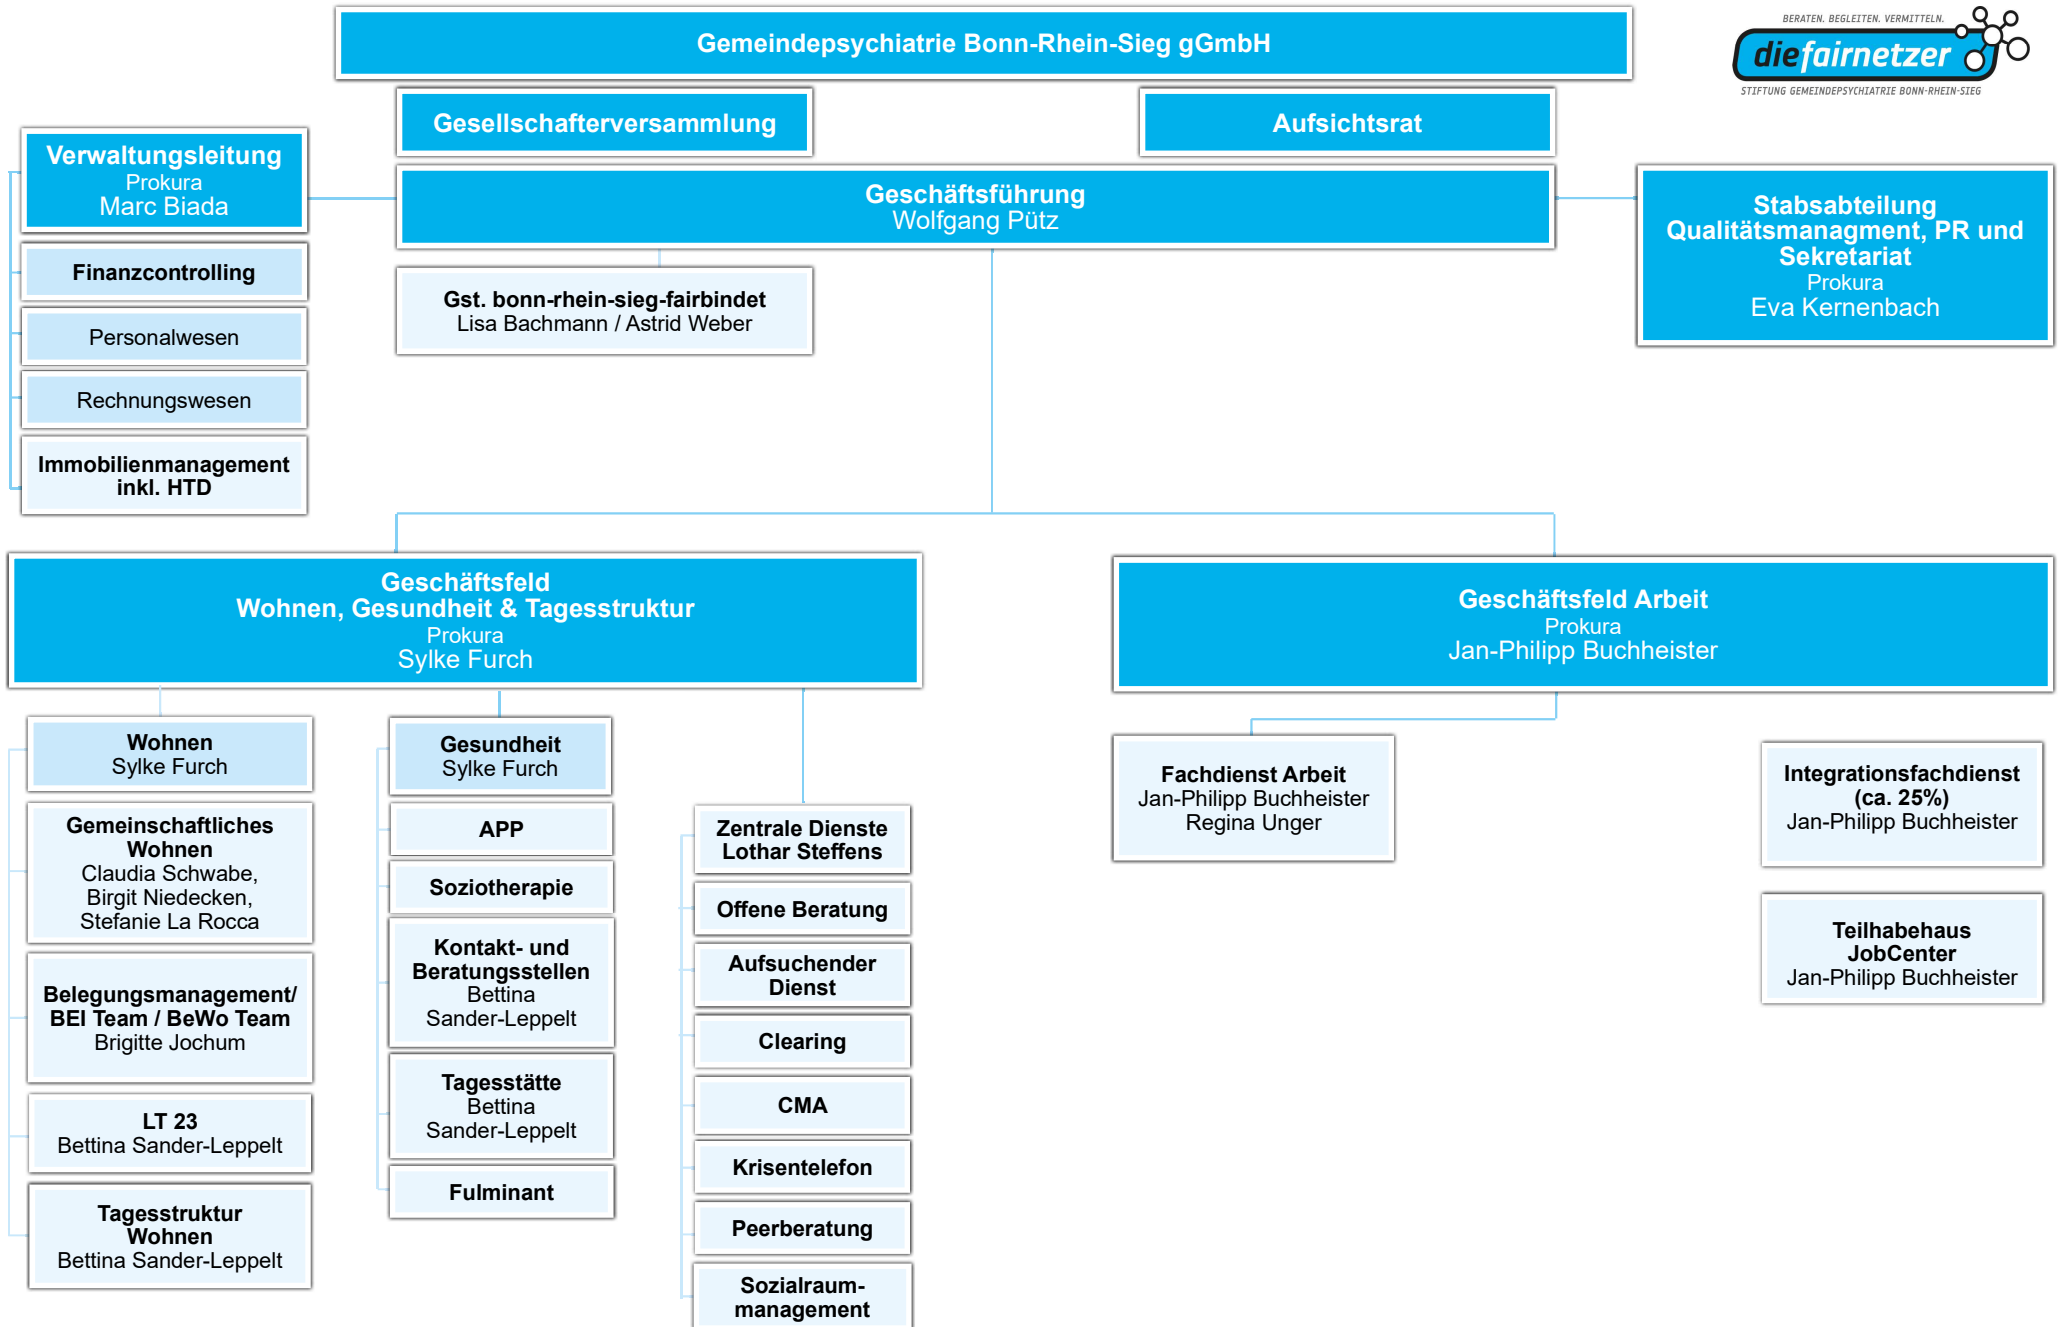 Gemeindepsychiatrie Bonn-Rhein-Sieg gGmbH
BERATEN. BEGLEITEN. VERMITTELN.
diefairnetzer
STIFTUNG GEMEINDEPSYCHIATRIE BONN-RHEIN-SIEG
Gesellschafterversammlung
Aufsichtsrat
Verwaltungsleitung
Prokura
Marc Biada
Geschäftsführung
Wolfgang Pütz
Stabsabteilung
Qualitätsmanagment, PR und
Sekretariat
Prokura
Eva Kernenbach
Finanzcontrolling
Personalwesen
Rechnungswesen
Immobilienmanagement
inkl. HTD
Gst. bonn-rhein-sieg-fairbindet
Lisa Bachmann / Astrid Weber
Geschäftsfeld
Wohnen, Gesundheit & Tagesstruktur
Prokura
Sylke Furch
Geschäftsfeld Arbeit
Prokura
Jan-Philipp Buchheister
Wohnen
Sylke Furch
Gemeinschaftliches
Wohnen
Claudia Schwabe,
Birgit Niedecken,
Stefanie La Rocca
Belegungsmanagement/
BEI Team / BeWo Team
Brigitte Jochum
LT 23
Bettina Sander-Leppelt
Tagesstruktur
Wohnen
Bettina Sander-Leppelt
Gesundheit
Sylke Furch
APP
Soziotherapie
Kontakt- und
Beratungsstellen
Bettina
Sander-Leppelt
Tagesstätte
Bettina
Sander-Leppelt
Fulminant
Zentrale Dienste
Lothar Steffens
Offene Beratung
Aufsuchender
Dienst
Clearing
CMA
Krisentelefon
Peerberatung
Sozialraum-
management
Fachdienst Arbeit
Jan-Philipp Buchheister
Regina Unger
Integrationsfachdienst
(ca. 25%)
Jan-Philipp Buchheister
Teilhabehaus
JobCenter
Jan-Philipp Buchheister